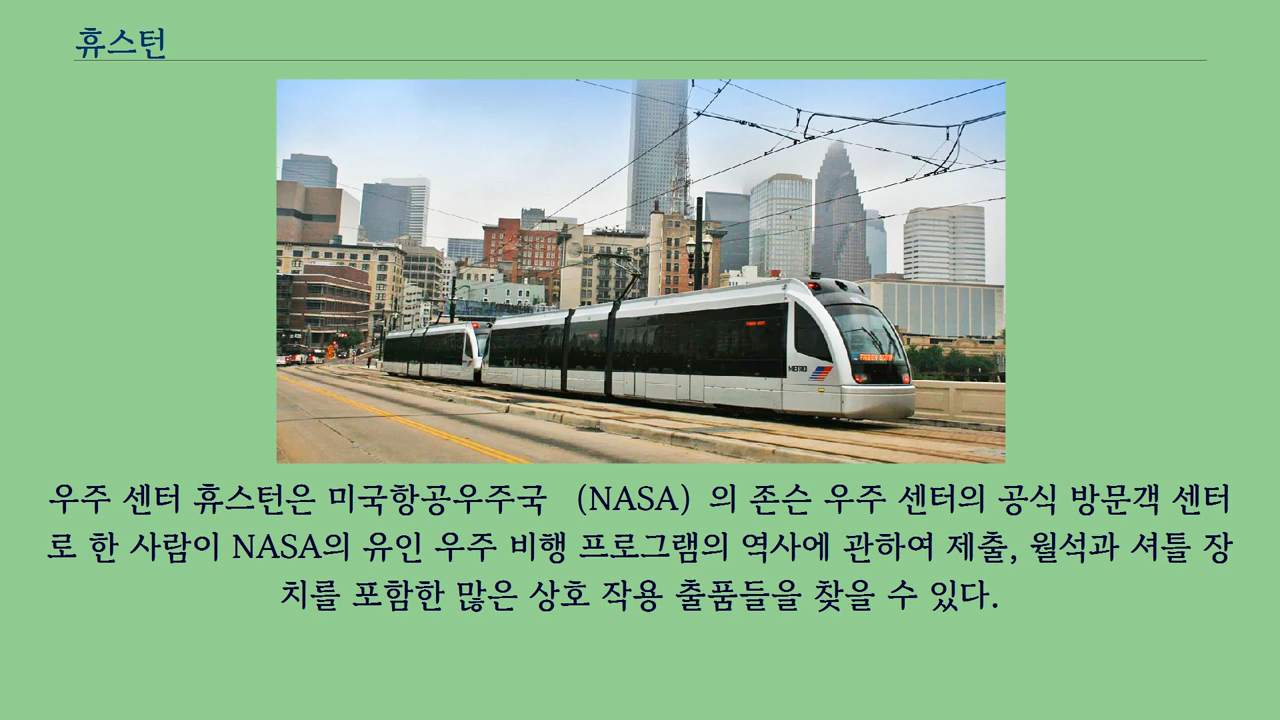 휴스턴
METRO
우주 센터 휴스턴은 미국항공우주국 （NASA）의 존슨 우주 센터의 공식 방문객 센터
로 한 사람이 NASA의 유인 우주 비행 프로그램의 역사에 관하여 제출, 월석과 셔틀 장
치를 포함한 많은 상호 작용 출품들을 찾을 수 있다.